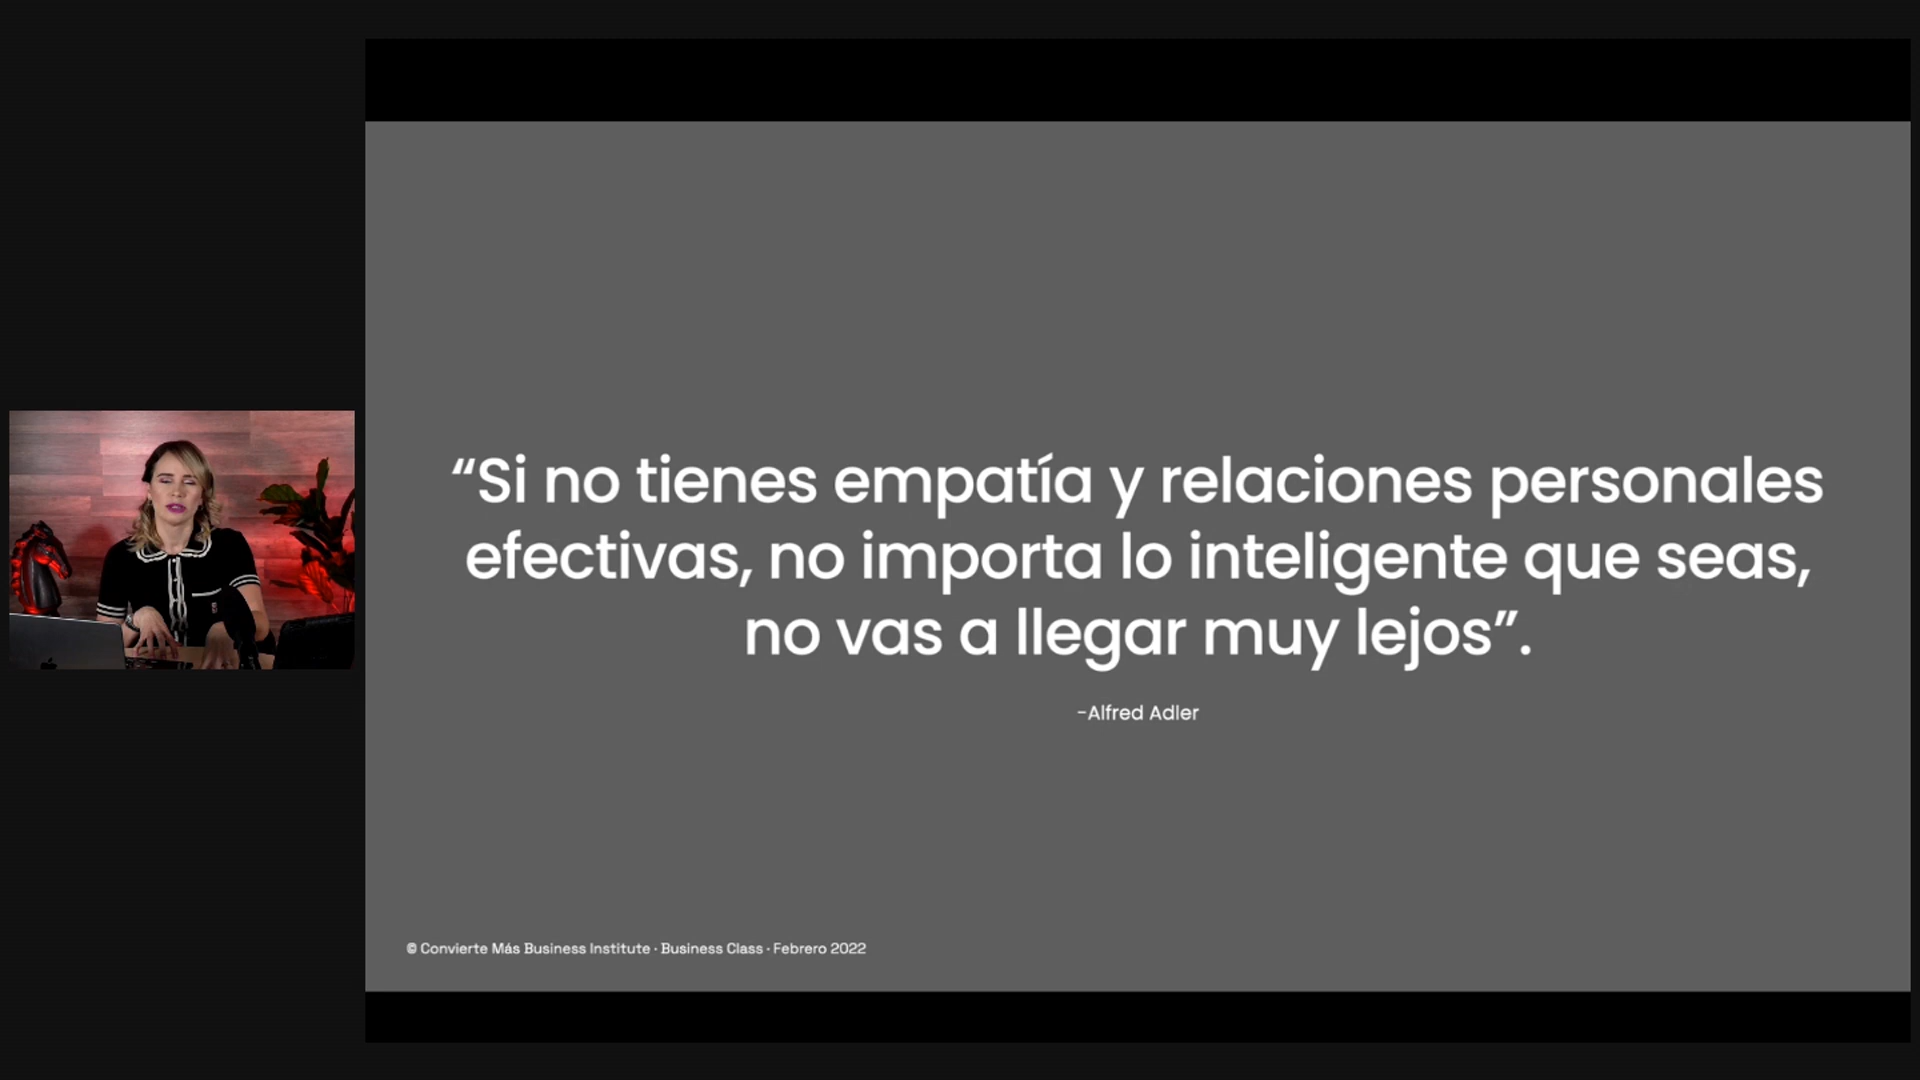 “Si no tienes empatía y relaciones personales
efectivas, no importa lo inteligente que seas,
no vas a llegar muy lejos”.
-Alfred Adler
© Convierte Más Business Institute · Business Class · Febrero 2022